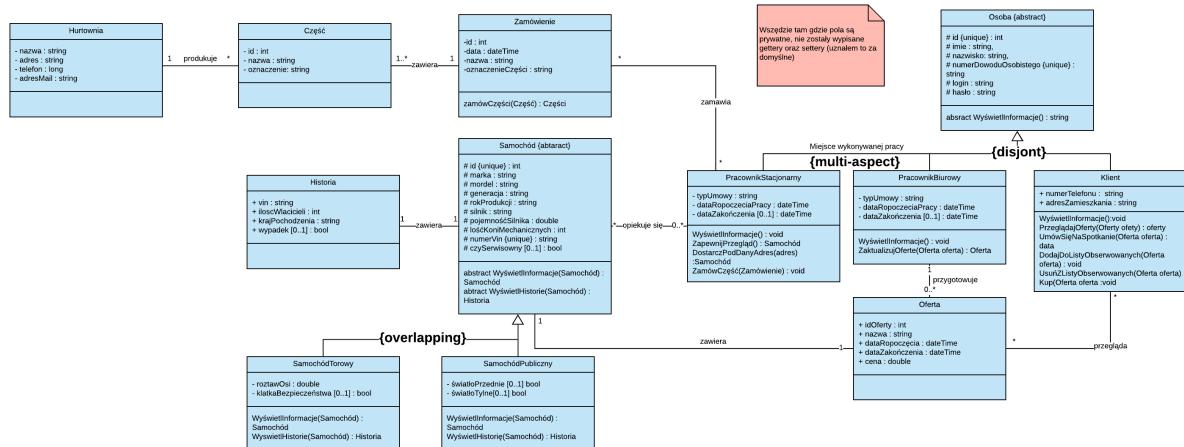 Hurtownia
- nazwa : string
- adres : string
- telefon : long
- adresMail : string
1
produkuje
*
Część
- id : int
- nazwa : string
- oznaczenie: string
1..*
zawiera
1
Zamówienie
-id : int
-data : dateTime
-nazwa : string
-oznaczenieCzęści : string
zamówCzęści(Część) : Części
*
zamawia
*
Wszędzie tam gdzie pola są
prywatne, nie zostały wypisane
gettery oraz settery (uznałem to za
domyślne)
Osoba {abstract}
# id {unique} : int
# imie : string,
# nazwisko: string,
# numerDowoduOsobistego {unique} :
string
# login : string
# hasło : string
absract WyświetlInformacje() : string
Miejsce wykonywanej pracy
{multi-aspect}
{disjont}
Historia
+ vin : string
+ iloscWlacicieli : int
+ krajPochodzenia : string
+ wypadek [0..1] : bool
1
zawiera
1
Samochód {abtaract}
# id {unique} : int
# marka : string
# mordel : string
# generacja : string
# rokProdukcji : string
# silnik : string
# pojemnośćSilnika : double
# lośćKoniMechanicznych : int
# numerVin {unique} : string
# czySerwisowny [0..1] : bool
abstract WyświetlInformacje(Samochód) :
Samochód
abtract WyświetlHistorie(Samochód) :
Historia
*
opiekuje się
0..*
PracownikStacjonarny
- typUmowy : string
- dataRopoczeciaPracy : dateTime
- dataZakończenia [0..1] : dateTime
WyświetlInformacje() : void
ZapewnijPrzegląd() : Samochód
DostarczPodDanyAdres(adres)
:Samochód
ZamówCzęść(Zamówienie) : void
PracownikBiurowy
- typUmowy : string
- dataRopoczeciaPracy : dateTime
- dataZakończenia [0..1] : dateTime
WyświetlInformacje() : void
ZaktualizujOferte(Oferta oferta) : Oferta
Klient
+ numerTelefonu : string
+ adresZamieszkania : string
WyświetlInformacje():void
PrzeglądajOferty(Oferty ofety) : oferty
UmówSięNaSpotkanie(Oferta oferta) :
data
DodajDoListyObserwowanych(Oferta
oferta) : void
UsuńZListyObserwowanych(Oferta oferta)
Kup(Oferta oferta :void
1
przygotowuje
0..*
Oferta
+ idOferty : int
+ nazwa : string
+ dataRopoczęcia : dateTime
+ dataZakończenia : dateTime
+ cena : double
*
przegląda
*
1
zawiera
1
{overlapping}
SamochódTorowy
- roztawOsi : double
- klatkaBezpieczeństwa [0..1] : bool
WyświetlInformacje(Samochód) :
Samochód
WyswietlHistorie(Samochód) : Historia
SamochódPubliczny
- światłoPrzednie [0..1] bool
- światłoTylne[0..1] bool
WyświetlInformacje(Samochód) :
Samochód
WyświetlHistorię(Samochód) : Historia